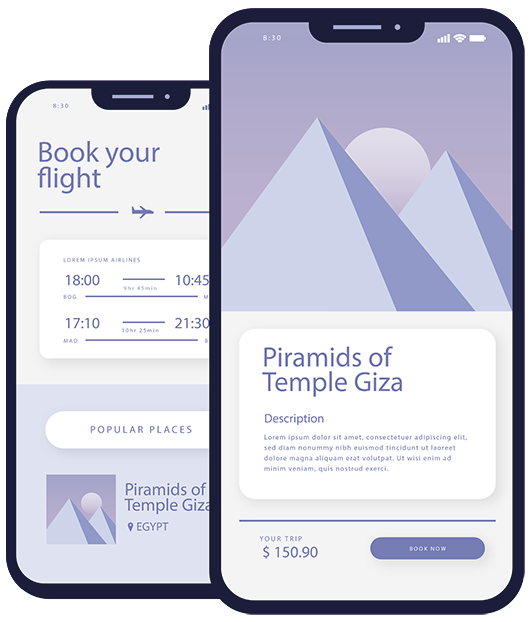 8:30
Book your
flight
LOREM IPSUM AIRLINES
18:00 10:45
9hr 45min
BOG M
17:10 21:30
10hr 25min
MAD B
POPULAR PLACES
Piramids of
Temple Giza
EGYPT
8:30
Piramids of
Temple Giza
Description
Lorem ipsum dolor sit amet, consectetuer adipiscing elit,
sed diam nonummy nibh euismod tincidunt ut laoreet
dolore magna aliquam erat volutpat. Ut wisi enim ad
minim veniam, quis nostrud exerci.
YOUR TRIP
$ 150.90
BOOK NOW